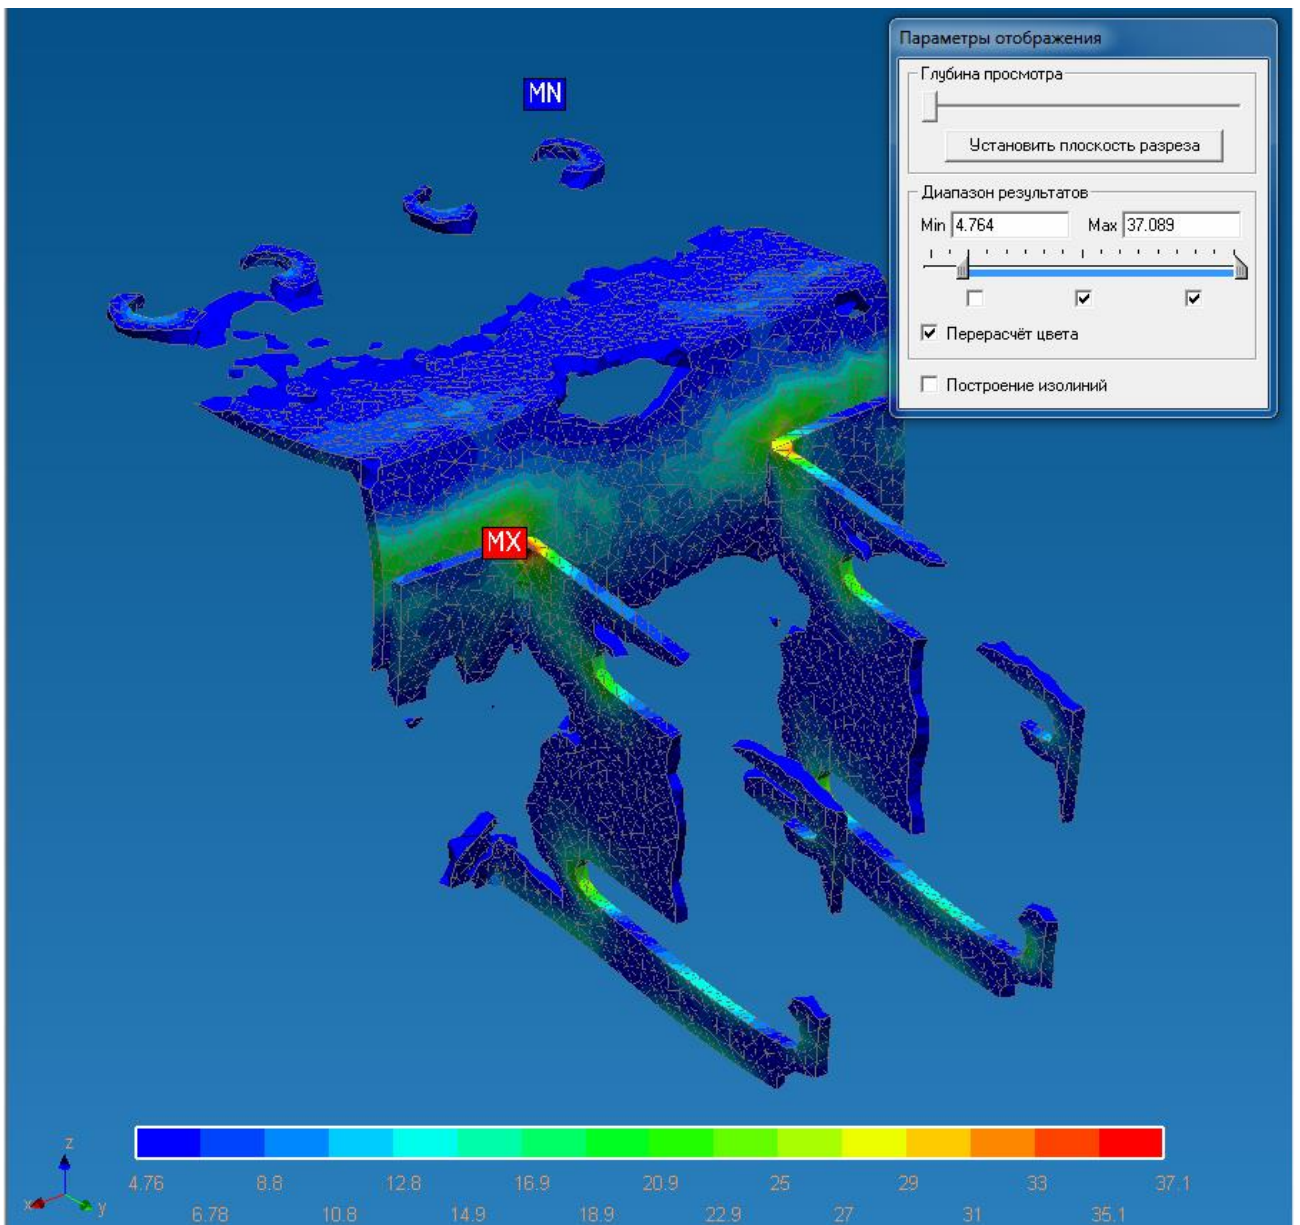 Параметры отображения
Глубина просмотра
Установить плоскость разреза
Диапазон результатов
Min 4.764 Max 37.089
Перерасчёт цвета
Построение изолиний
MN
MX
z
x
y
4.76 8.8 12.8 16.9 20.9 25 29 33 37.1
6.78 10.8 14.9 18.9 22.9 27 31 35.1